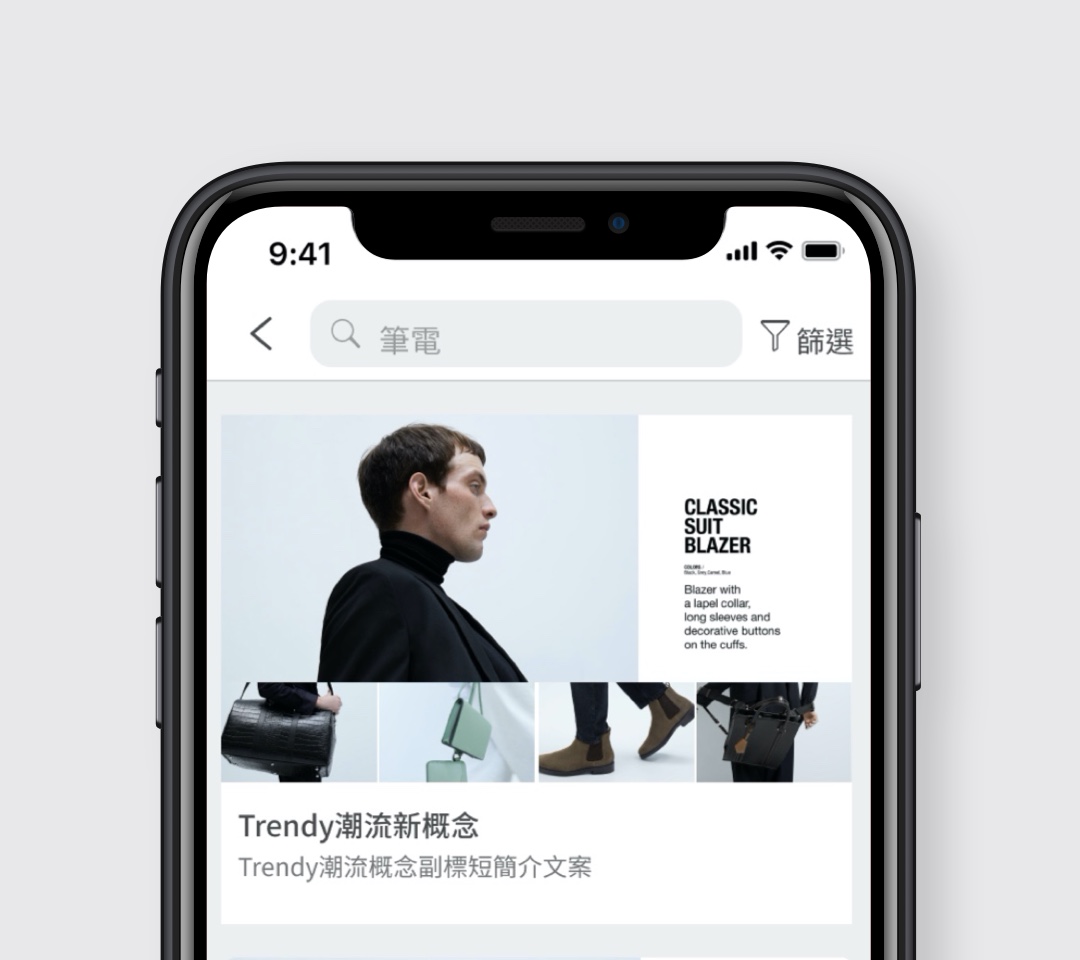 9:41
筆電
篩選
CLASSIC
SUIT
BLAZER
COLORS /
Black, Grey, Camel, Blue
Blazer with
a lapel collar,
long sleeves and
decorative buttons
on the cuffs.
Trendy潮流新概念
Trendy潮流概念副標短簡介文案